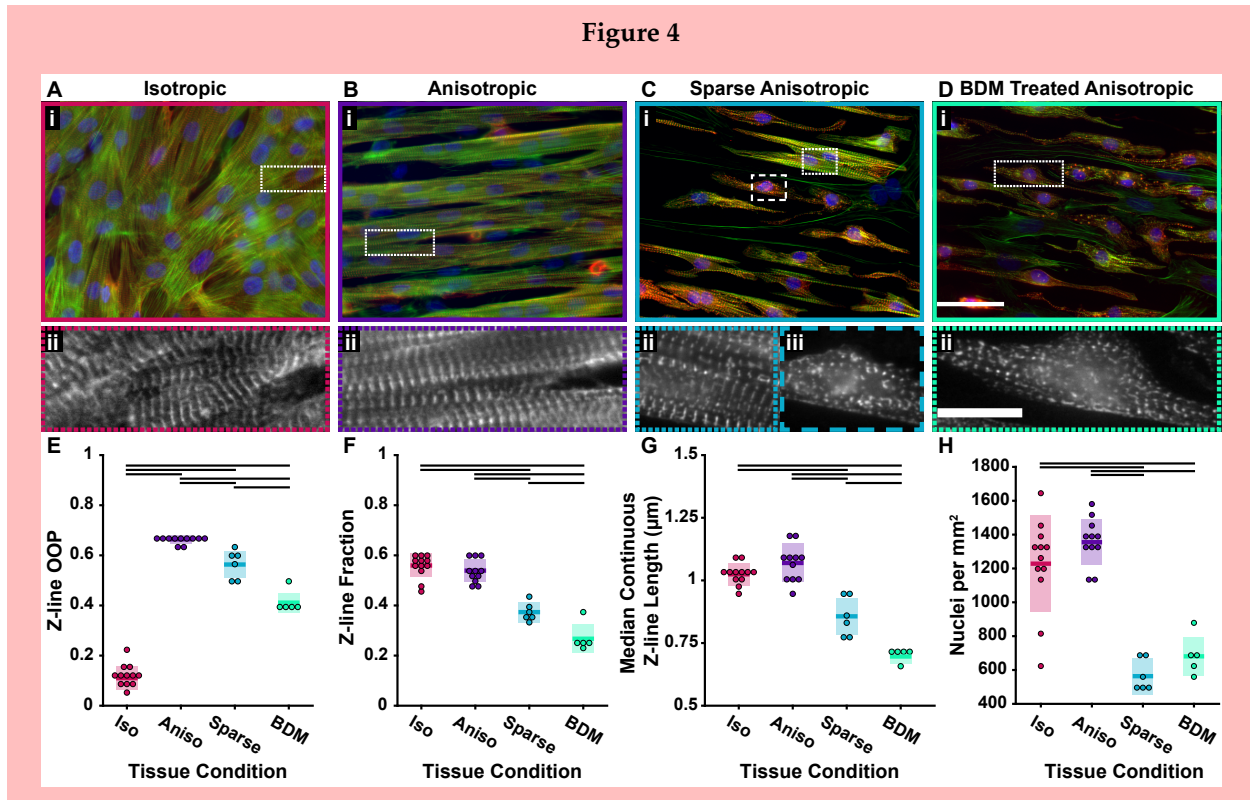 Figure 4
A Isotropic
B Anisotropic
C Sparse Anisotropic
D BDM Treated Anisotropic
i
i
i
i
ii
ii
ii
iii
ii
E
Z-line OOP
1
0.8
0.6
0.4
0.2
0
Iso
Aniso
Sparse
BDM
Tissue Condition
F
Z-line Fraction
1
0.8
0.6
0.4
0.2
0
Iso
Aniso
Sparse
BDM
Tissue Condition
G
Median Continuous
Z-line Length (µm)
1.5
1.25
1
0.75
0.5
Iso
Aniso
Sparse
BDM
Tissue Condition
H
Nuclei per mm²
1800
1600
1400
1200
1000
800
600
400
Iso
Aniso
Sparse
BDM
Tissue Condition